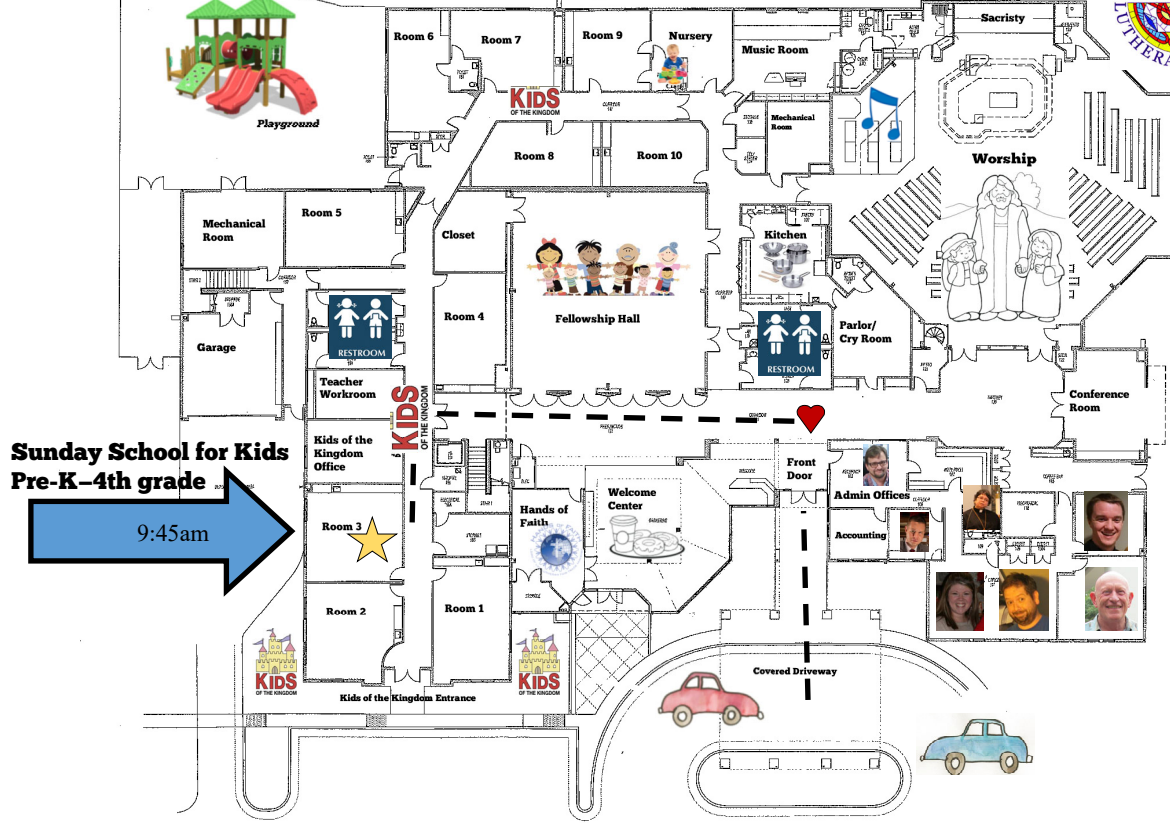 Sacristy
LUTHERA
Room 6
Room 7
Room 9
Nursery
Music Room
KIDS
OF THE KINGDOM
Playground
Mechanical
Room
Room 8
Room 10
Worship
Mechanical
Room
Room 5
Closet
Kitchen
Fellowship Hall
Room 4
RESTROOM
Garage
Parlor/
Cry Room
RESTROOM
Teacher
Workroom
KIDS
OF THE KINGDOM
Conference
Room
Sunday School for Kids
Pre-K–4th grade
9:45am
Kids of the
Kingdom
Office
Front
Door
Admin Offices
Welcome
Center
Hands of
Faith
Accounting
Room 3
Room 2
Room 1
KIDS
OF THE KINGDOM
KIDS
OF THE KINGDOM
Kids of the Kingdom Entrance
Covered Driveway